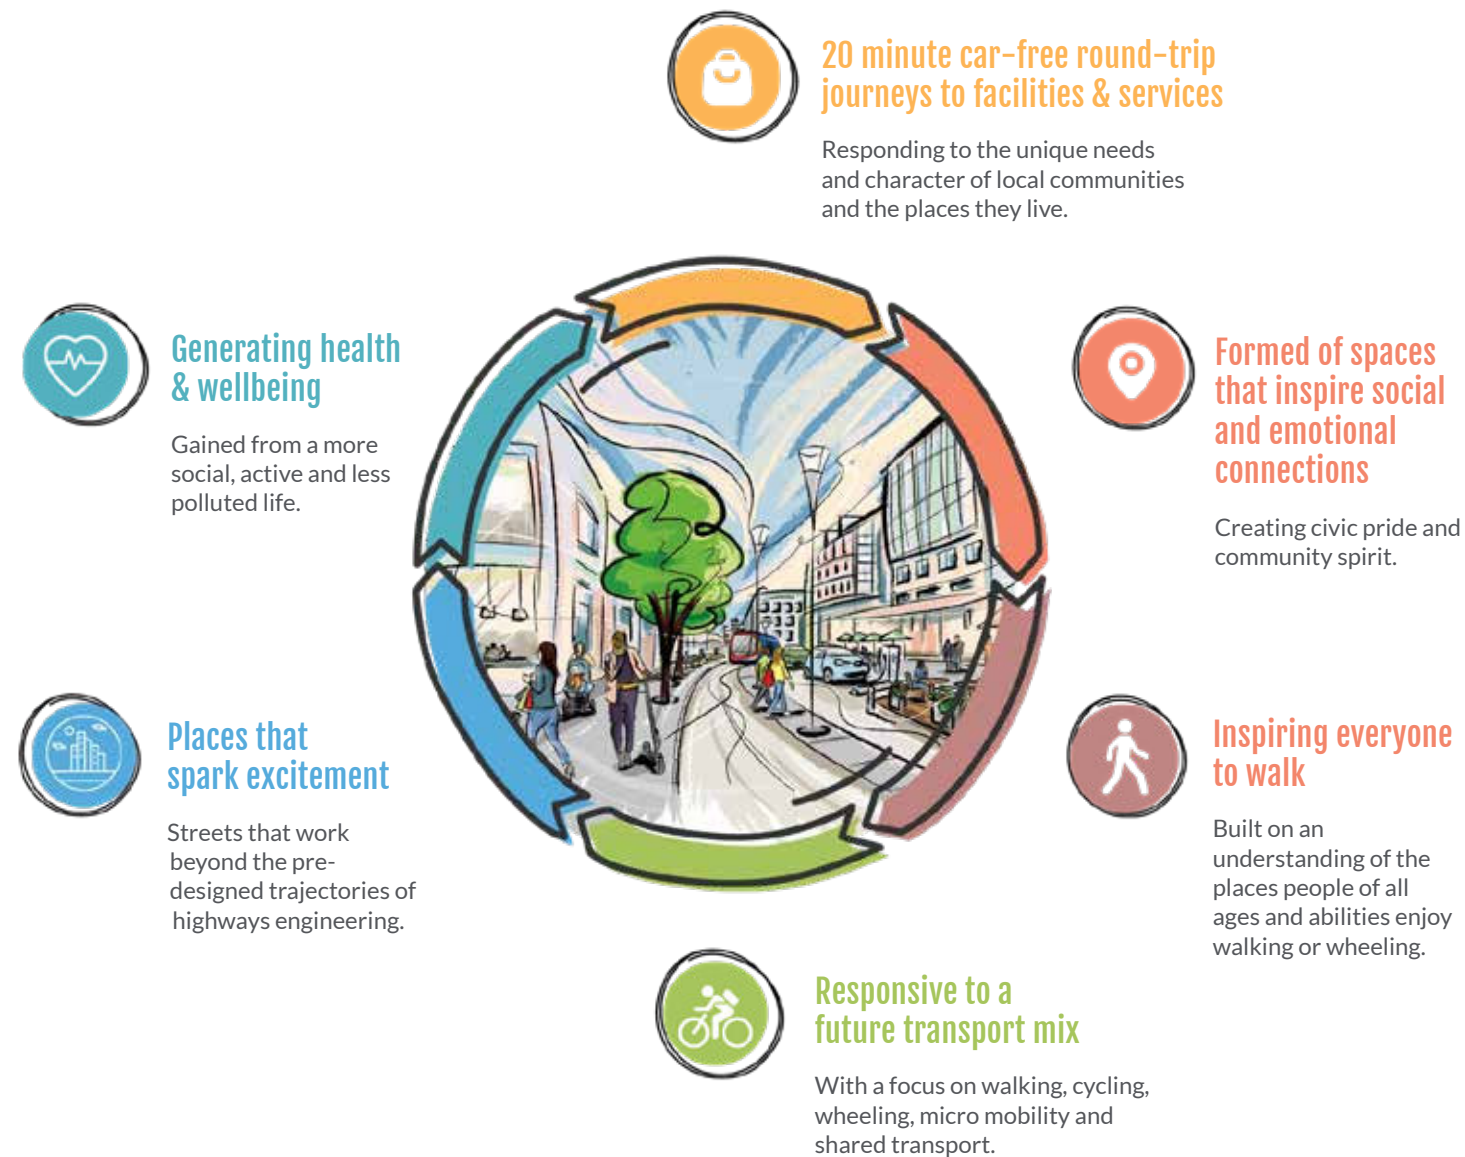 20 minute car-free round-trip
journeys to facilities & services
Responding to the unique needs
and character of local communities
and the places they live.
Formed of spaces
that inspire social
and emotional
connections
Creating civic pride and
community spirit.
Inspiring everyone
to walk
Built on an
understanding of the
places people of all
ages and abilities enjoy
walking or wheeling.
Responsive to a
future transport mix
With a focus on walking, cycling,
wheeling, micro mobility and
shared transport.
Places that
spark excitement
Streets that work
beyond the pre-
designed trajectories of
highways engineering.
Generating health
& wellbeing
Gained from a more
social, active and less
polluted life.